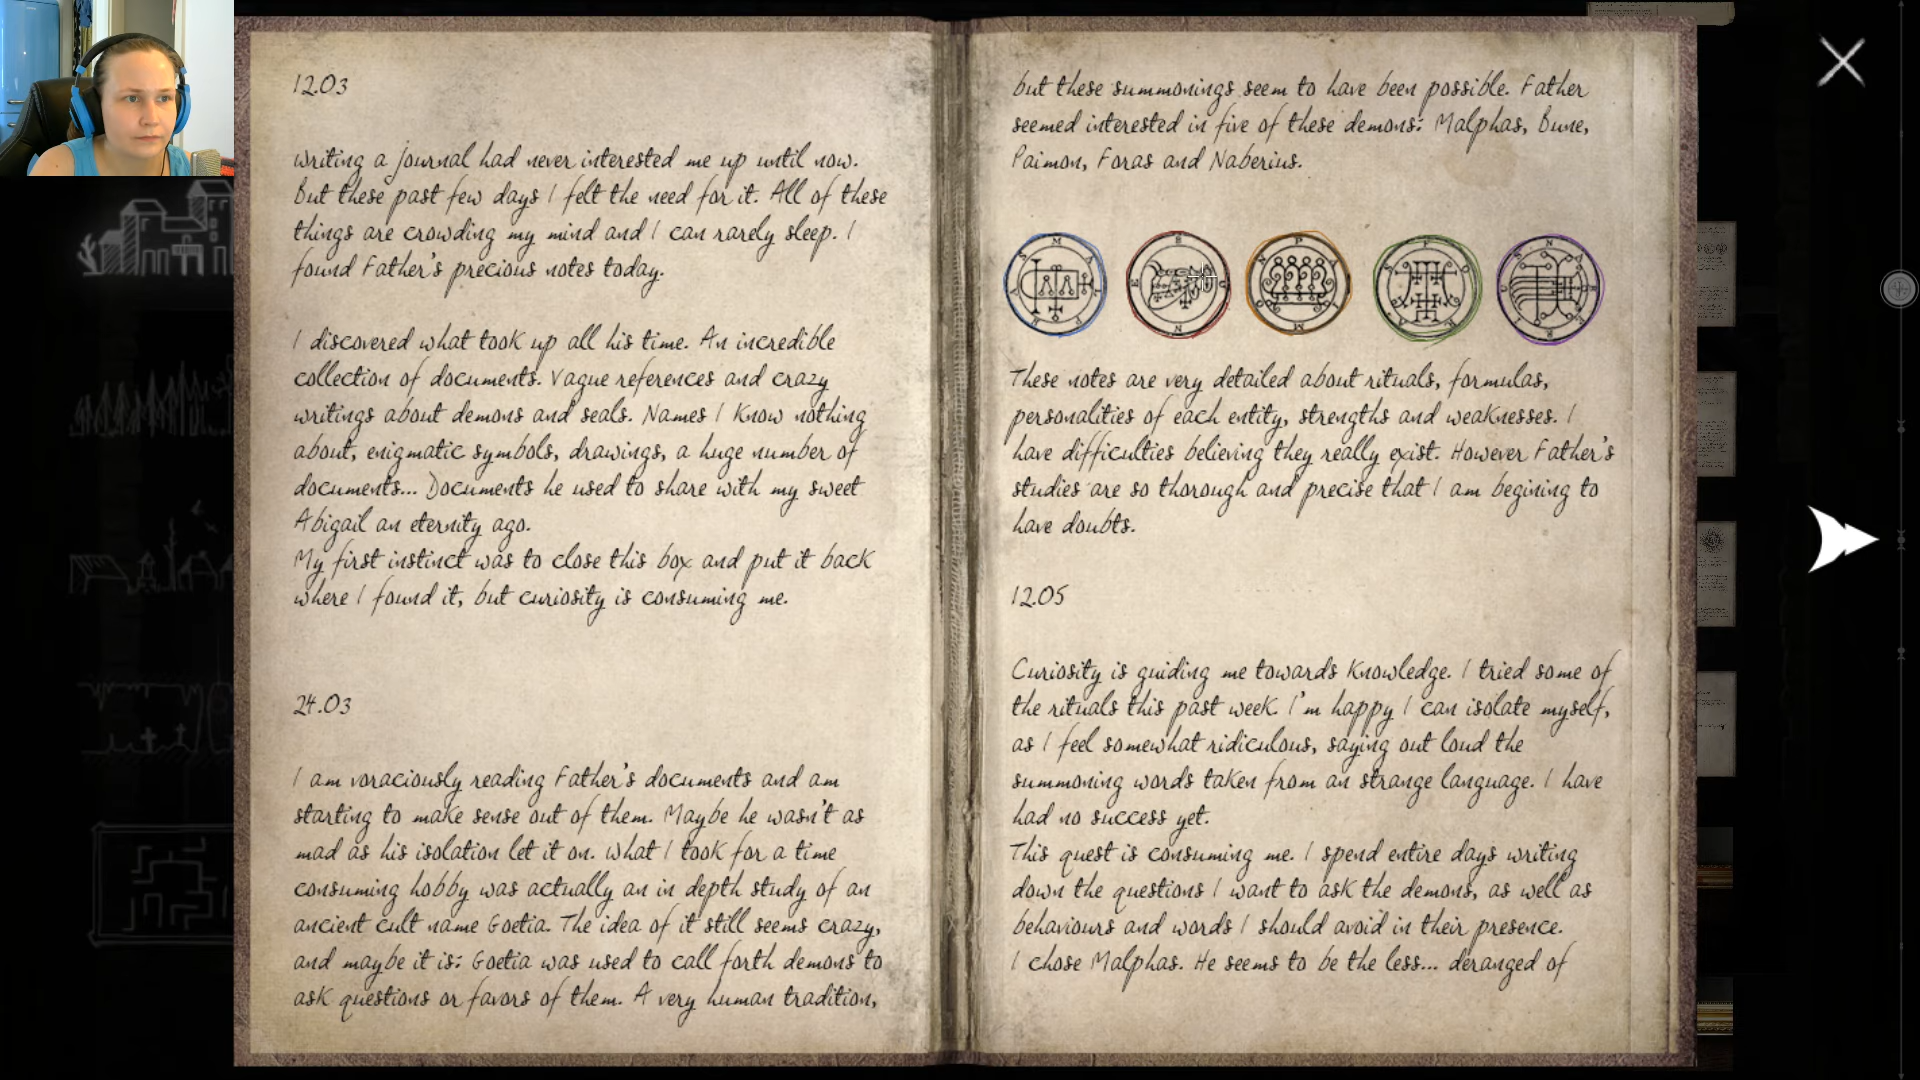 12.03
Writing a journal had never interested me up until now.
But these past few days I felt the need for it. All of these
things are crowding my mind and I can rarely sleep. I
found Father's precious notes today.
I discovered what took up all his time. An incredible
collection of documents. Vague references and crazy
writings about demons and seals. Names I know nothing
about, enigmatic symbols, drawings, a huge number of
documents... Documents he used to share with my sweet
Abigail an eternity ago.
My first instinct was to close this box and put it back
where I found it, but curiosity is consuming me.
24.03
I am voraciously reading Father's documents and am
starting to make sense out of them. Maybe he wasn't as
mad as his isolation let it on. What I took for a time
consuming hobby was actually an in depth study of an
ancient cult name Goetia. The idea of it still seems crazy,
and maybe it is: Goetia was used to call forth demons to
ask questions or favors of them. A very human tradition,
but these summonings seem to have been possible. Father
seemed interested in five of these demons: Malphas, Bune,
Paimon, Foras and Naberius.
These notes are very detailed about rituals, formulas,
personalities of each entity, strengths and weaknesses. I
have difficulties believing they really exist. However Father's
studies are so thorough and precise that I am begining to
have doubts.
12.05
Curiosity is guiding me towards knowledge. I tried some of
the rituals this past week. I'm happy I can isolate myself,
as I feel somewhat ridiculous, saying out loud the
summoning words taken from an strange language. I have
had no success yet.
This quest is consuming me. I spend entire days writing
down the questions I want to ask the demons, as well as
behaviours and words I should avoid in their presence.
I chose Malphas. He seems to be the less... deranged of